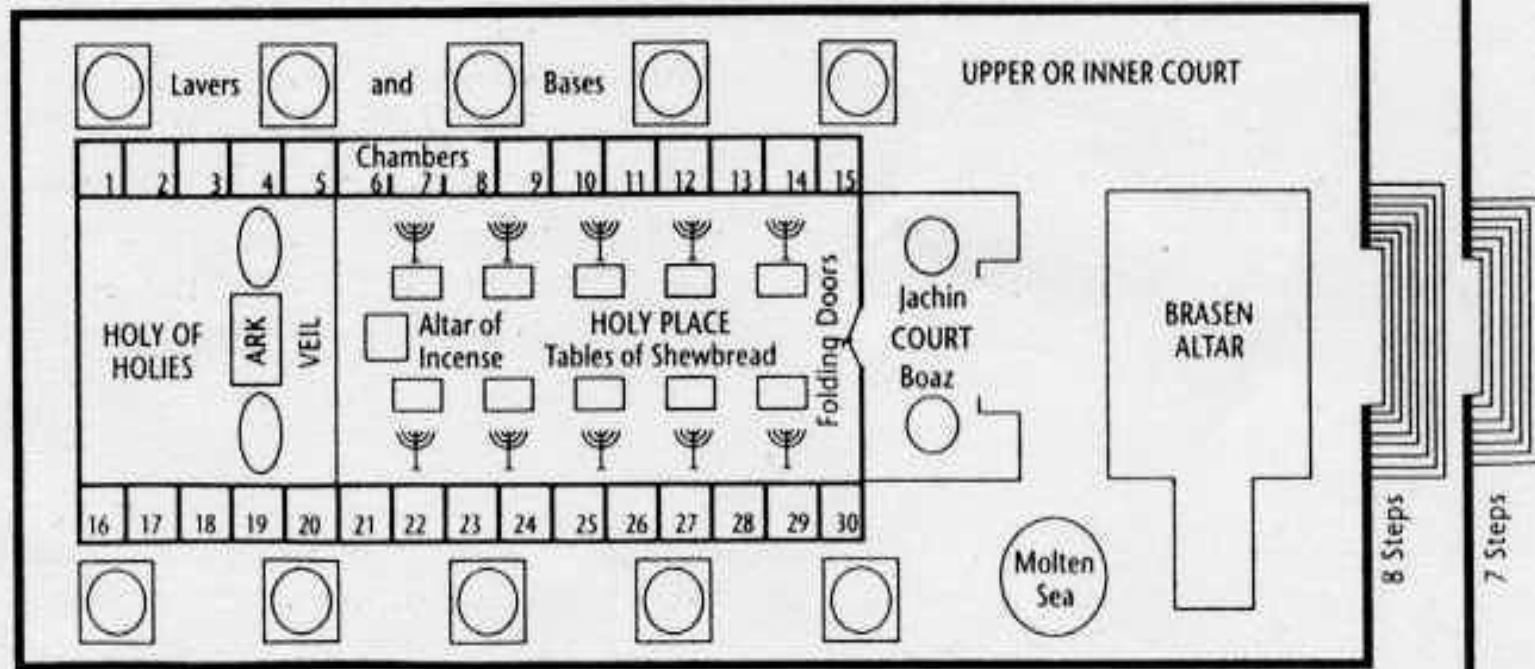 Lavers and Bases
UPPER OR INNER COURT
Chambers
1 2 3 4 5 6 7 8 9 10 11 12 13 14 15
HOLY OF
HOLIES
ARK
VEIL
Altar of
Incense
HOLY PLACE
Tables of Shewbread
Folding Doors
Jachin
COURT
Boaz
BRASEN
ALTAR
16 17 18 19 20 21 22 23 24 25 26 27 28 29 30
Molten
Sea
8 Steps
7 Steps